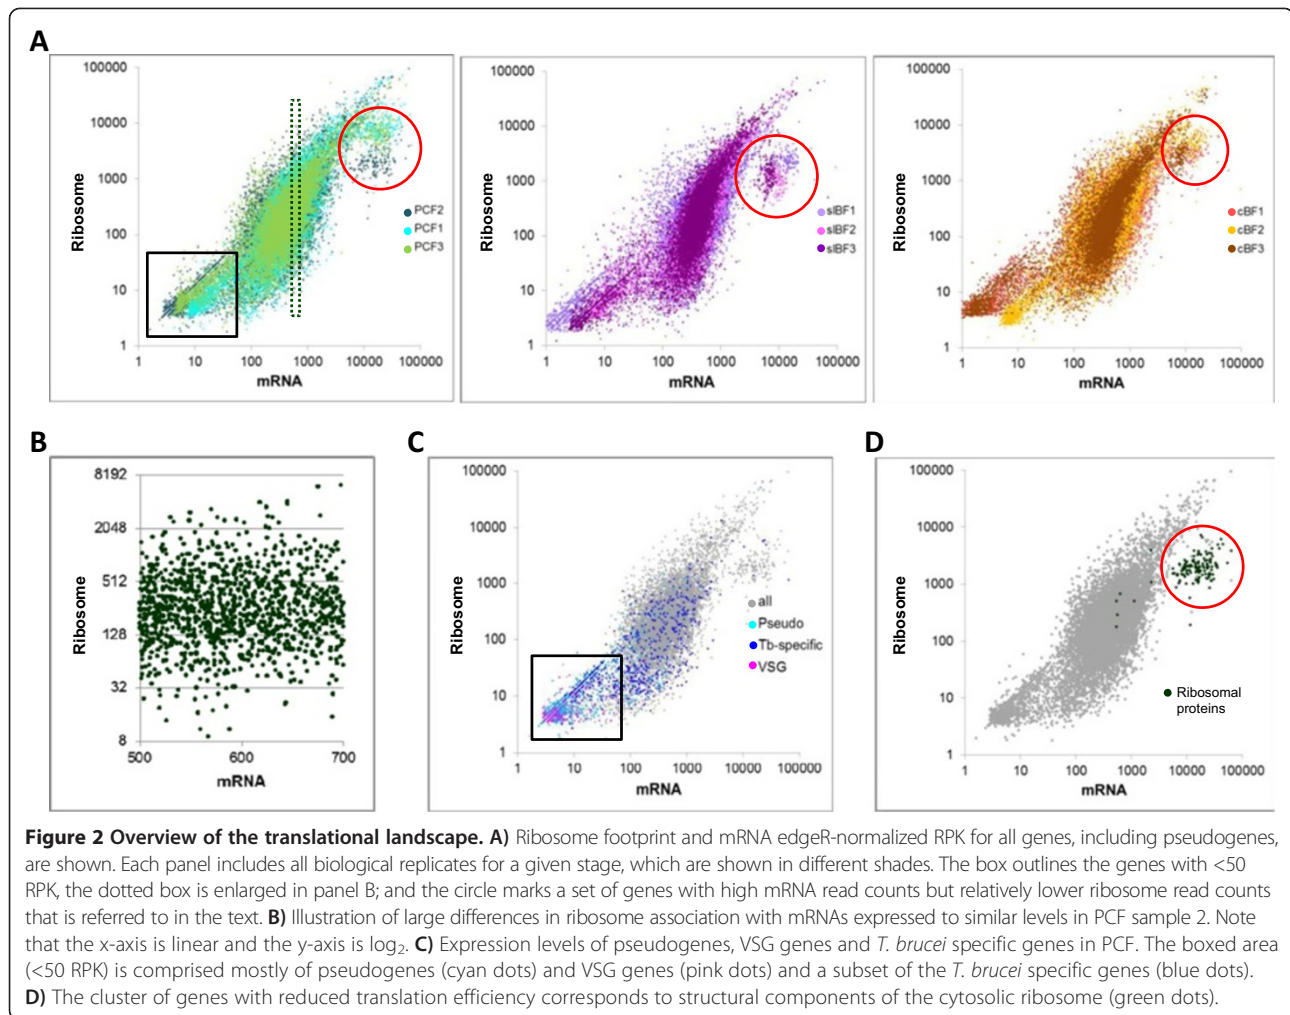 A
100000
10000
1000
100
10
1
Ribosome
1 10 100 1000 10000 100000
mRNA
PCF2
PCF1
PCF3
100000
10000
1000
100
10
1
Ribosome
1 10 100 1000 10000 100000
mRNA
slBF1
slBF2
slBF3
100000
10000
1000
100
10
1
Ribosome
1 10 100 1000 10000 100000
mRNA
cBF1
cBF2
cBF3
B
8192
2048
512
128
32
8
Ribosome
500 600 700
mRNA
C
100000
10000
1000
100
10
1
Ribosome
1 10 100 1000 10000 100000
mRNA
all
Pseudo
Tb-specific
VSG
D
100000
10000
1000
100
10
1
Ribosome
1 10 100 1000 10000 100000
mRNA
Ribosomal
proteins
Figure 2 Overview of the translational landscape. A) Ribosome footprint and mRNA edgeR-normalized RPK for all genes, including pseudogenes,
are shown. Each panel includes all biological replicates for a given stage, which are shown in different shades. The box outlines the genes with <50
RPK, the dotted box is enlarged in panel B; and the circle marks a set of genes with high mRNA read counts but relatively lower ribosome read counts
that is referred to in the text. B) Illustration of large differences in ribosome association with mRNAs expressed to similar levels in PCF sample 2. Note
that the x-axis is linear and the y-axis is log2. C) Expression levels of pseudogenes, VSG genes and T. brucei specific genes in PCF. The boxed area
(<50 RPK) is comprised mostly of pseudogenes (cyan dots) and VSG genes (pink dots) and a subset of the T. brucei specific genes (blue dots).
D) The cluster of genes with reduced translation efficiency corresponds to structural components of the cytosolic ribosome (green dots).